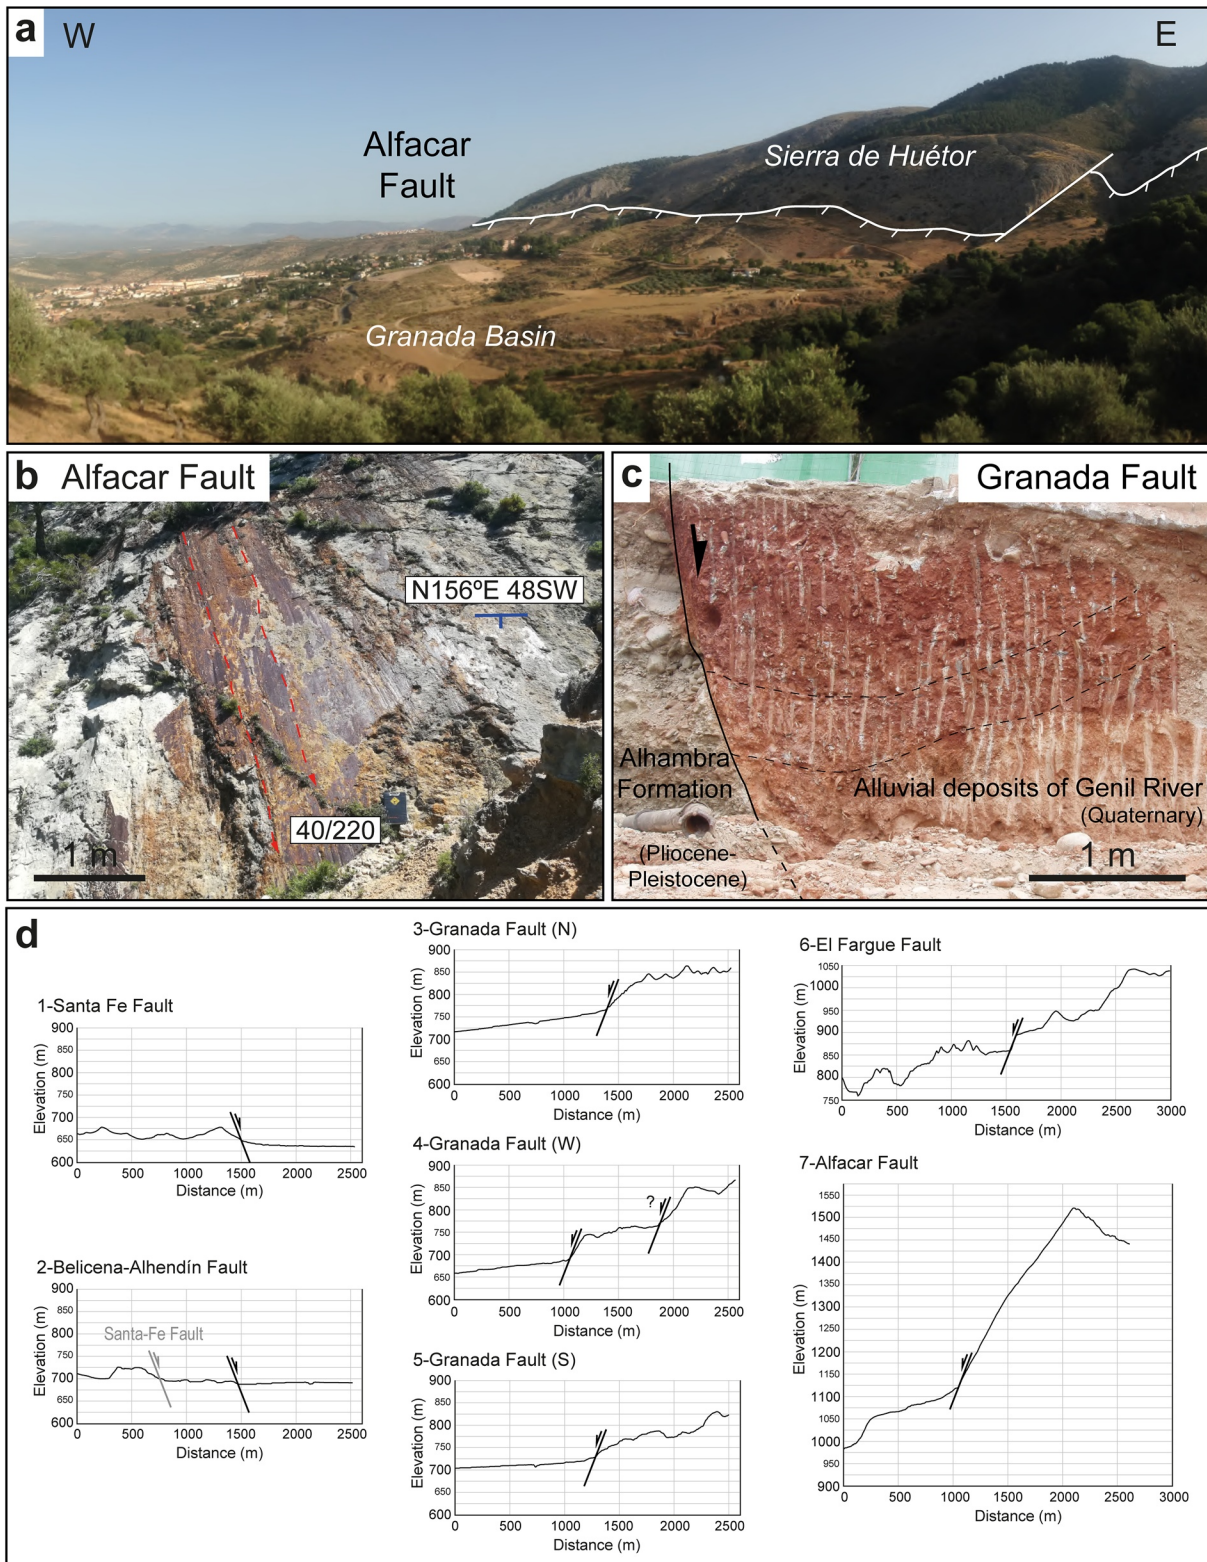 a
W
E
Alfacar
Fault
Sierra de Huétor
Granada Basin
b
Alfacar Fault
N156ºE 48SW
40/220
1 m
c
Granada Fault
Alhambra
Formation
(Pliocene-
Pleistocene)
Alluvial deposits of Genil River
(Quaternary)
1 m
d
1-Santa Fe Fault
900
850
800
750
700
650
600
Elevation (m)
0 500 1000 1500 2000 2500
Distance (m)
2-Belicena-Alhendín Fault
900
850
800
750
700
650
600
Elevation (m)
Santa-Fe Fault
0 500 1000 1500 2000 2500
Distance (m)
3-Granada Fault (N)
900
850
800
750
700
650
600
Elevation (m)
0 500 1000 1500 2000 2500
Distance (m)
4-Granada Fault (W)
900
850
800
750
700
650
600
Elevation (m)
?
0 500 1000 1500 2000 2500
Distance (m)
5-Granada Fault (S)
900
850
800
750
700
650
600
Elevation (m)
0 500 1000 1500 2000 2500
Distance (m)
6-El Fargue Fault
1050
1000
950
900
850
800
750
Elevation (m)
0 500 1000 1500 2000 2500 3000
Distance (m)
7-Alfacar Fault
1550
1500
1450
1400
1350
1300
1250
1200
1150
1100
1050
1000
950
900
Elevation (m)
0 500 1000 1500 2000 2500 3000
Distance (m)